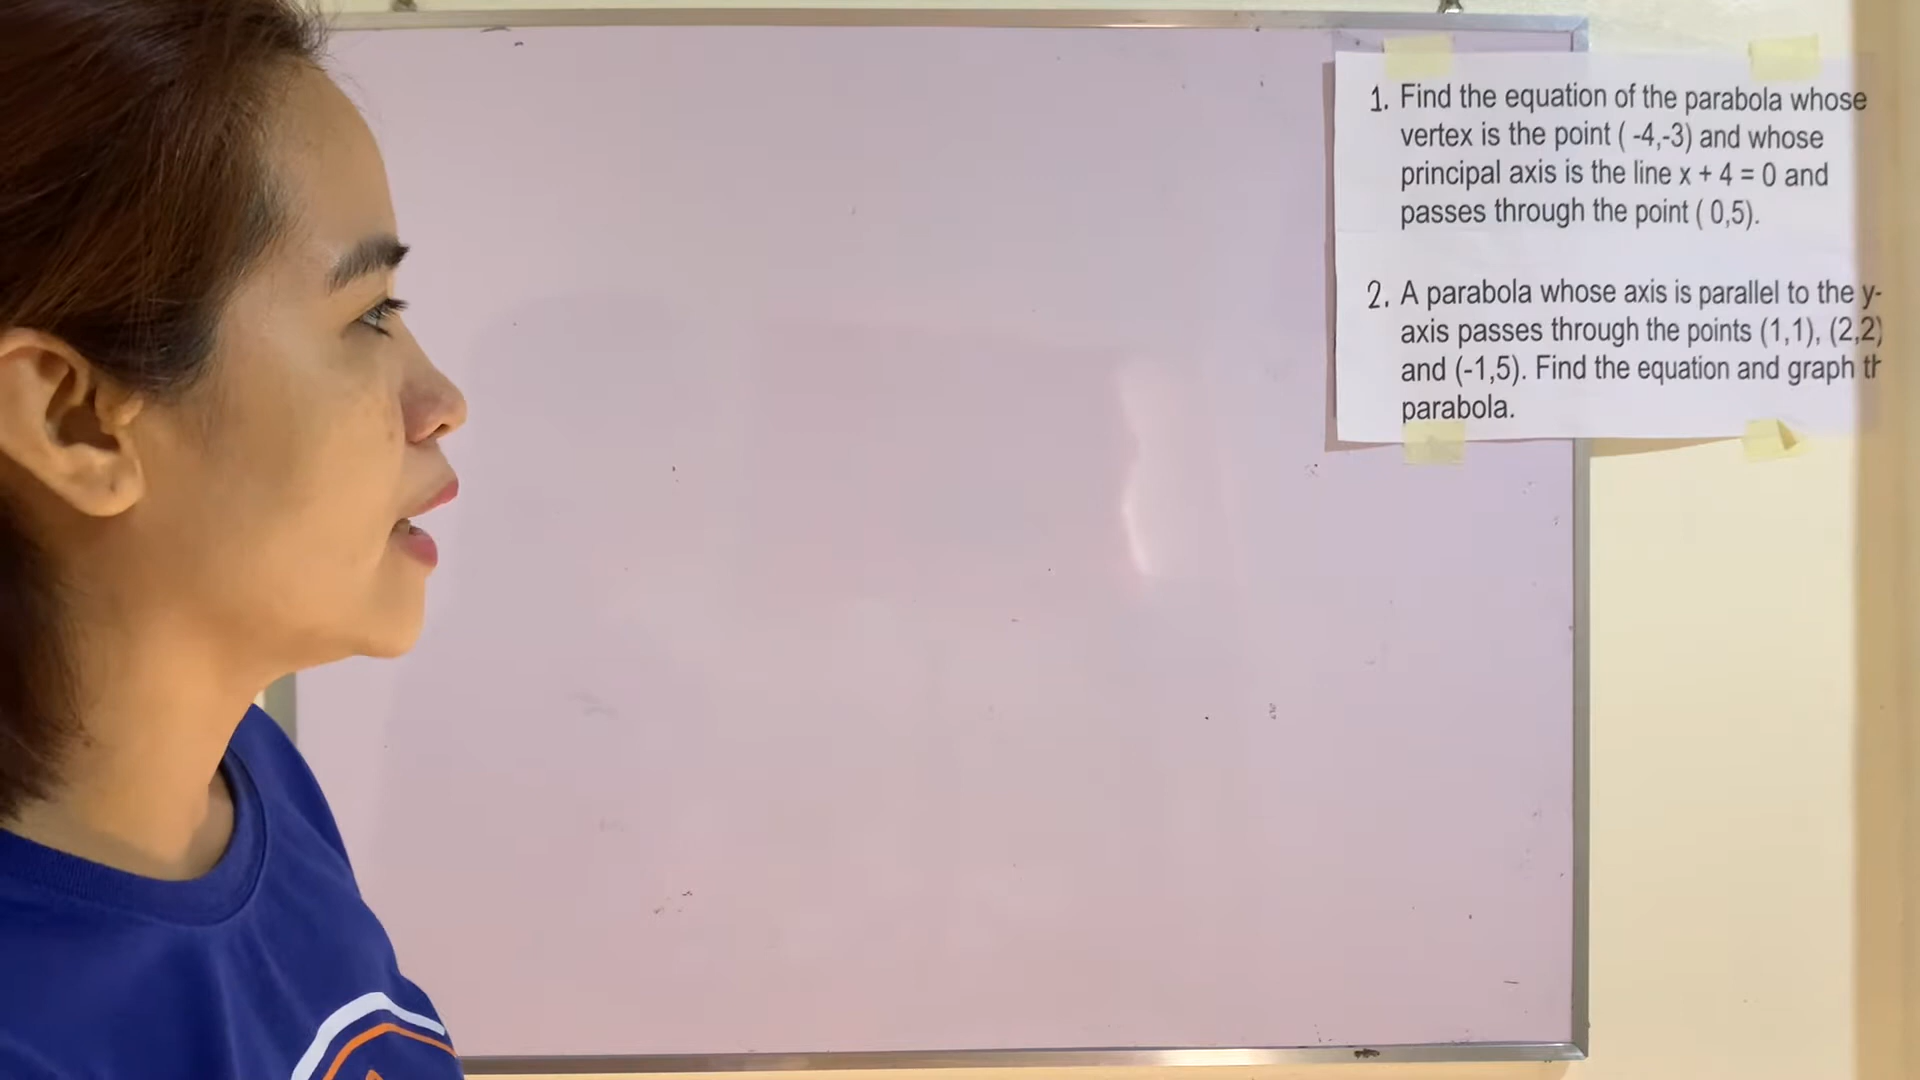 1. Find the equation of the parabola whose
vertex is the point ( -4,-3) and whose
principal axis is the line x + 4 = 0 and
passes through the point ( 0,5).
2. A parabola whose axis is parallel to the y-
axis passes through the points (1,1), (2,2)
and (-1,5). Find the equation and graph
parabola.